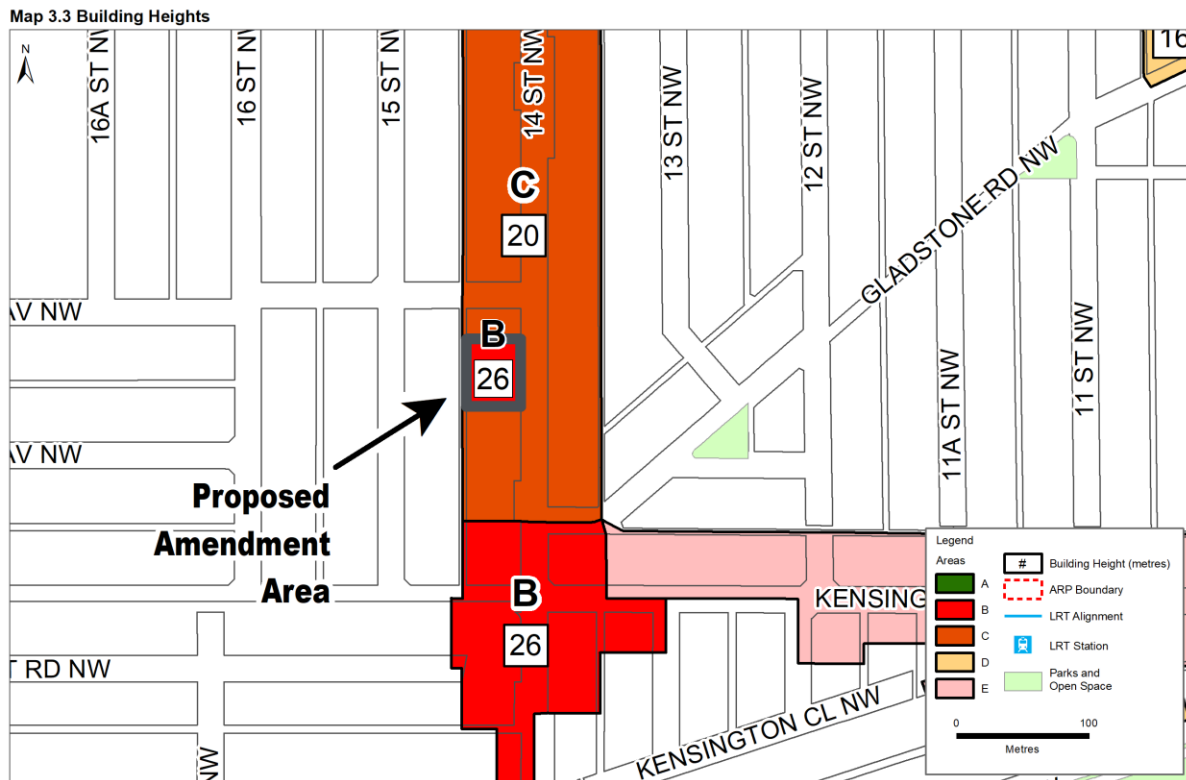 Map 3.3 Building Heights
N
16A ST NW
16 ST NW
15 ST NW
14 ST NW
13 ST NW
12 ST NW
16
C
20
GLADSTONE RD NW
AV NW
B
26
11A ST NW
11 ST NW
AV NW
Proposed
Amendment
Area
B
26
KENSING
T RD NW
KENSINGTON CL NW
NW
Legend
Areas
A
B
C
D
E
# Building Height (metres)
ARP Boundary
LRT Alignment
LRT Station
Parks and
Open Space
0 100
Metres